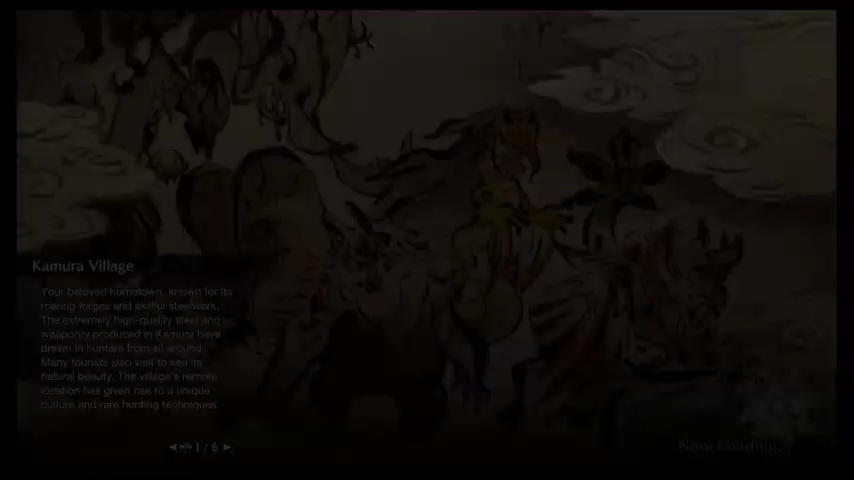 Kamura Village
Your beloved hometown, known for its
roaring forges and skillful steelwork.
The extremely high-quality steel and
weaponry produced in Kamura have
drawn in hunters from all around.
Many tourists also visit to see its
natural beauty. The village's remote
location has given rise to a unique
culture and rare hunting techniques.
1 / 6
Now Loading.